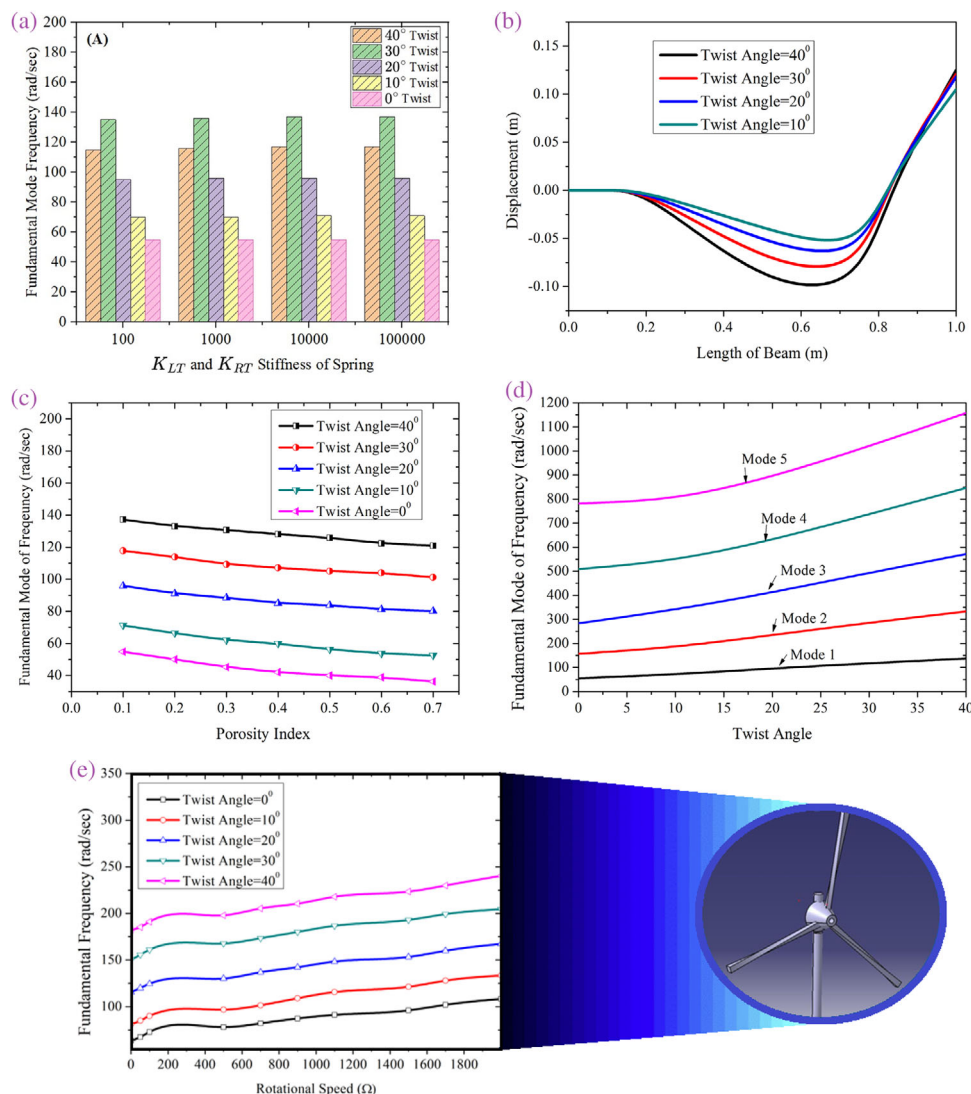 (a)
(A)
40° Twist
30° Twist
20° Twist
10° Twist
0° Twist
Fundamental Mode Frequency (rad/sec)
200
180
160
140
120
100
80
60
40
20
0
100 1000 10000 100000
K_LT and K_RT Stiffness of Spring
(b)
Twist Angle=40⁰
Twist Angle=30⁰
Twist Angle=20⁰
Twist Angle=10⁰
Displacement (m)
0.15
0.10
0.05
0.00
-0.05
-0.10
0.0 0.2 0.4 0.6 0.8 1.0
Length of Beam (m)
(c)
Twist Angle=40⁰
Twist Angle=30⁰
Twist Angle=20⁰
Twist Angle=10⁰
Twist Angle=0⁰
Fundamental Mode of Freqeuncy (rad/sec)
200
180
160
140
120
100
80
60
40
0.0 0.1 0.2 0.3 0.4 0.5 0.6 0.7
Porosity Index
(d)
Fundamental Mode of Frequency (rad/sec)
1200
1100
1000
900
800
700
600
500
400
300
200
100
0
Mode 5
Mode 4
Mode 3
Mode 2
Mode 1
0 5 10 15 20 25 30 35 40
Twist Angle
(e)
Twist Angle=0⁰
Twist Angle=10⁰
Twist Angle=20⁰
Twist Angle=30⁰
Twist Angle=40⁰
Fundamental Frequency (rad/sec)
350
300
250
200
150
100
0 200 400 600 800 1000 1200 1400 1600 1800
Rotational Speed (Ω)